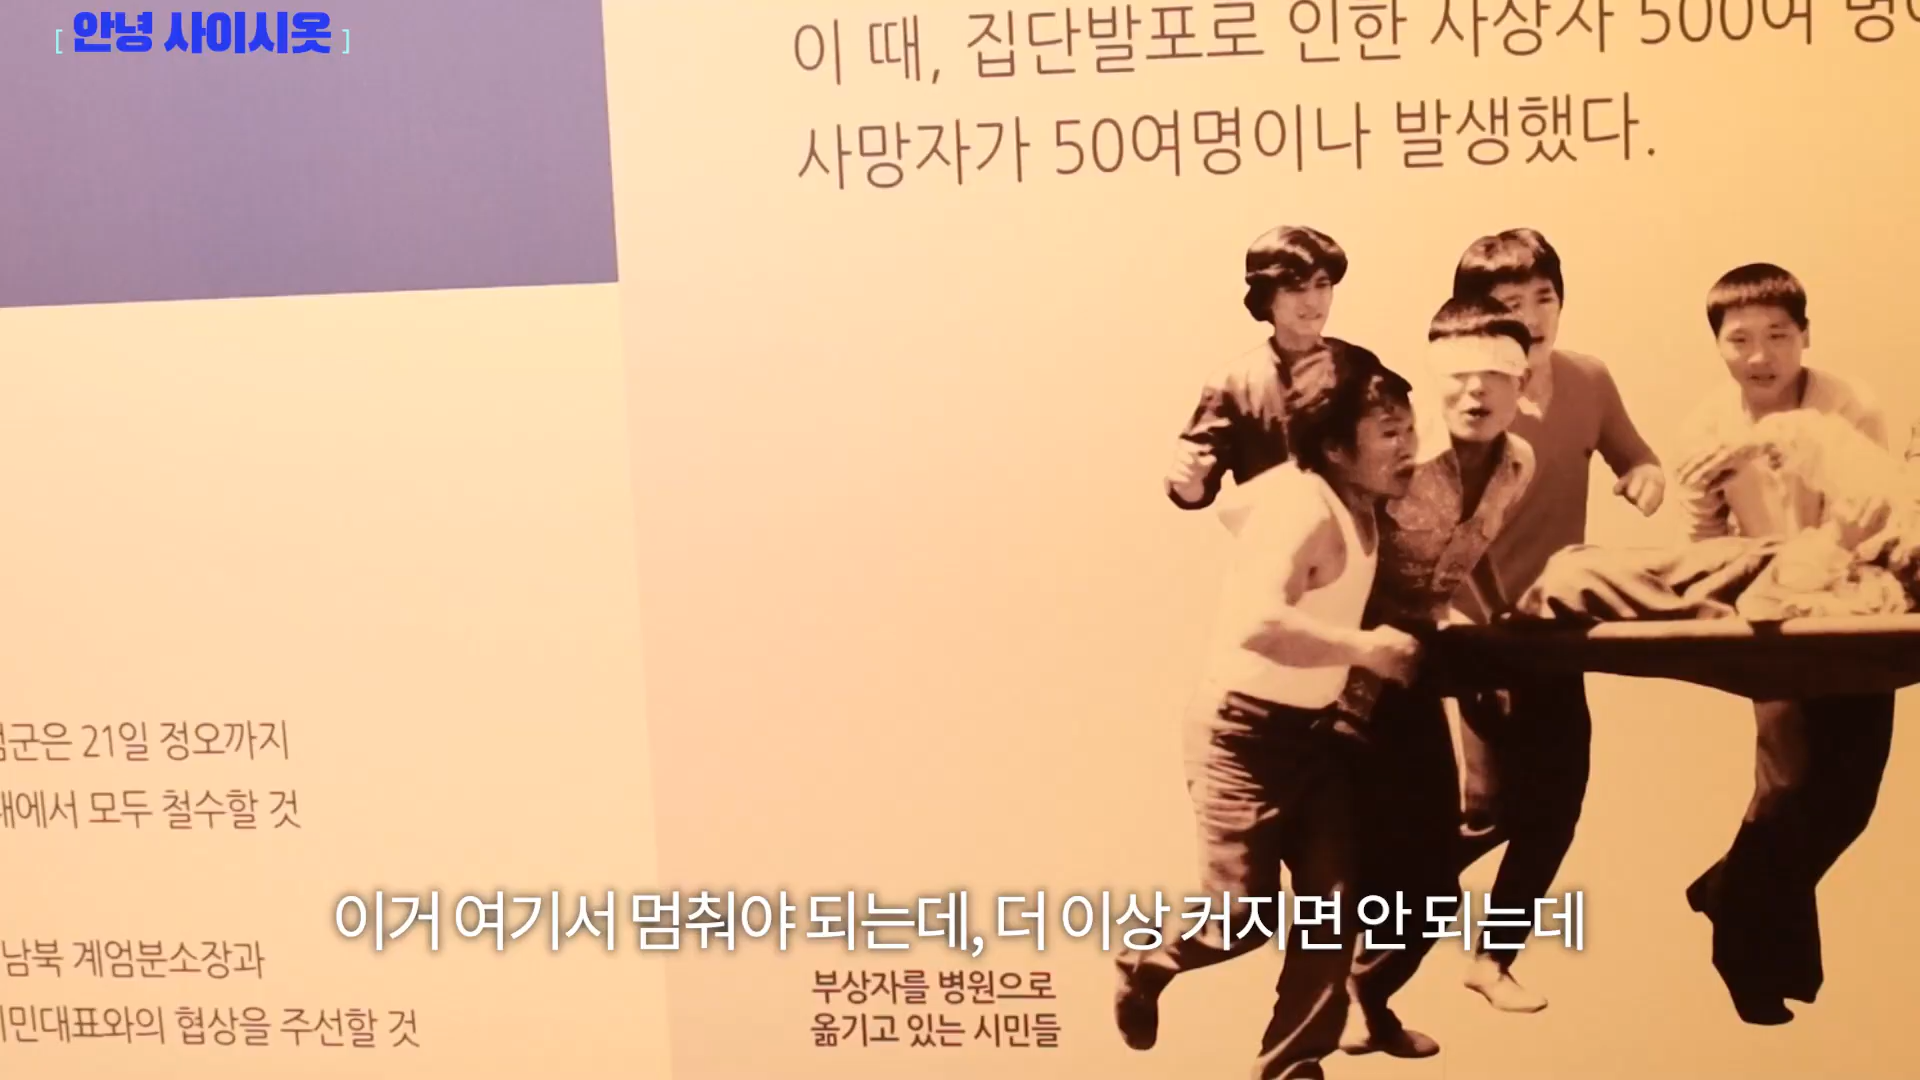 [ 안녕 사이시옷 ]
이 때, 집단발포로 인한 사상자 500여 명이
사망자가 50여명이나 발생했다.
군은 21일 정오까지
에서 모두 철수할 것
남북 계엄분소장과
민대표와의 협상을 주선할 것
이거 여기서 멈춰야 되는데, 더 이상 커지면 안 되는데
부상자를 병원으로
옮기고 있는 시민들